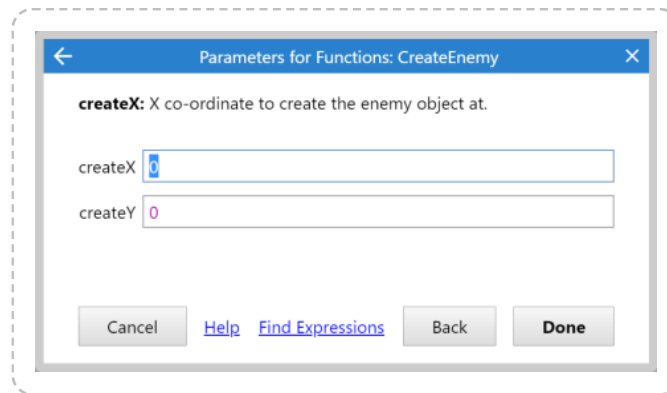 Parameters for Functions: CreateEnemy
createX: X co-ordinate to create the enemy object at.
createX 0
createY 0
Cancel Help Find Expressions Back Done